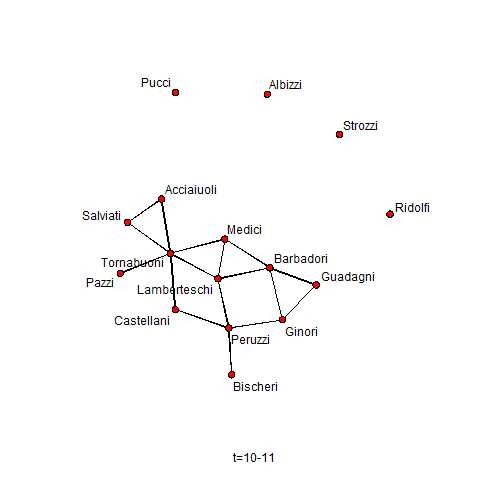 Pucci
Albizzi
Strozzi
Acciaiuoli
Ridolfi
Salviati
Medici
Tornabuoni
Barbadori
Pazzi
Lamberteschi
Guadagni
Castellani
Peruzzi
Ginori
Bischeri
t=10-11